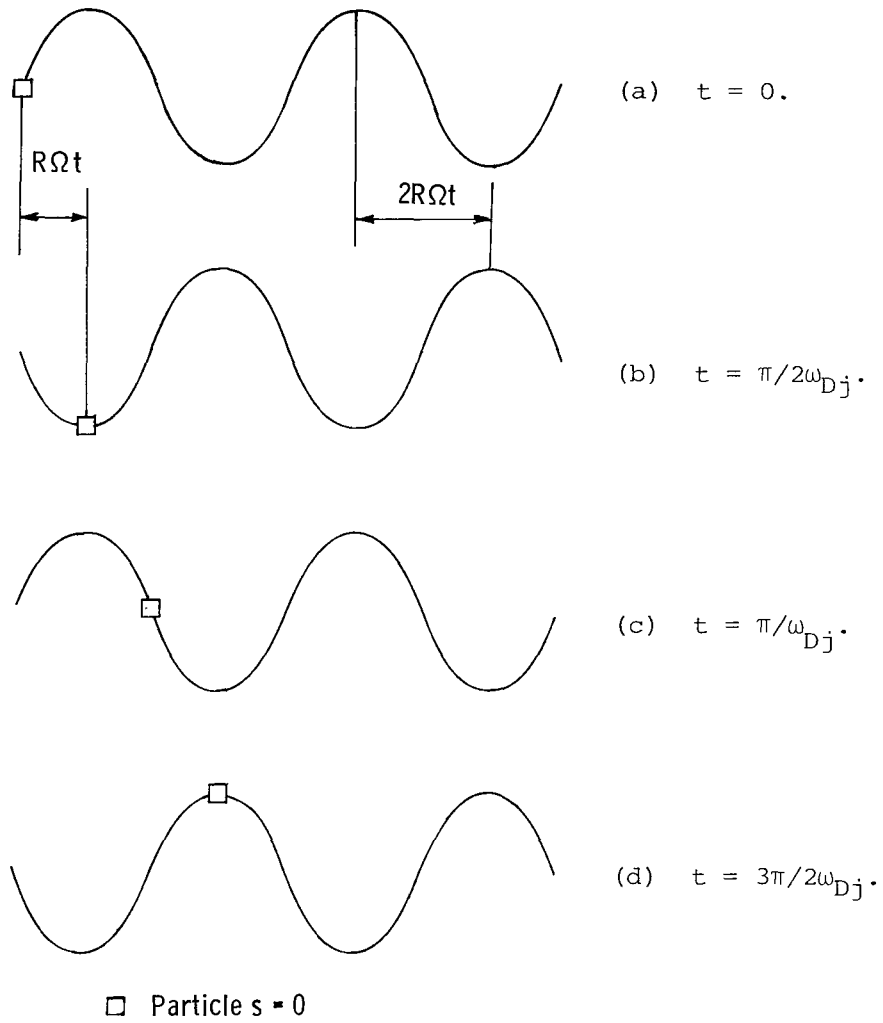 (a) t = 0.
RΩt
2RΩt
(b) t = π/2ω_Dj.
(c) t = π/ω_Dj.
(d) t = 3π/2ω_Dj.
□ Particle s = 0